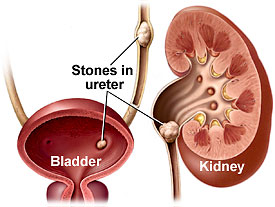 Stones in
ureter
Bladder
Kidney